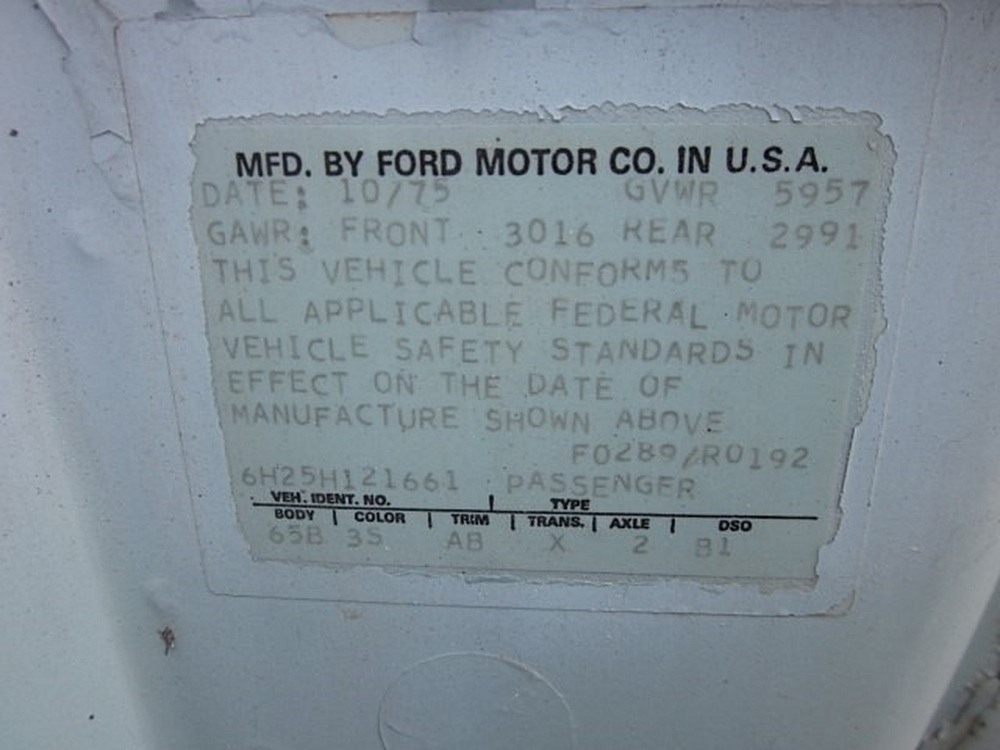 MFD. BY FORD MOTOR CO. IN U.S.A.
DATE: 10/75 GVWR 5957
GAWR: FRONT 3016 REAR 2991
THIS VEHICLE CONFORMS TO
ALL APPLICABLE FEDERAL MOTOR
VEHICLE SAFETY STANDARDS IN
EFFECT ON THE DATE OF
MANUFACTURE SHOWN ABOVE
F0289/R0192
6H25H121661 PASSENGER
VEH. IDENT. NO. TYPE
BODY COLOR TRIM TRANS. AXLE DSO
65B 3S AB X 2 81